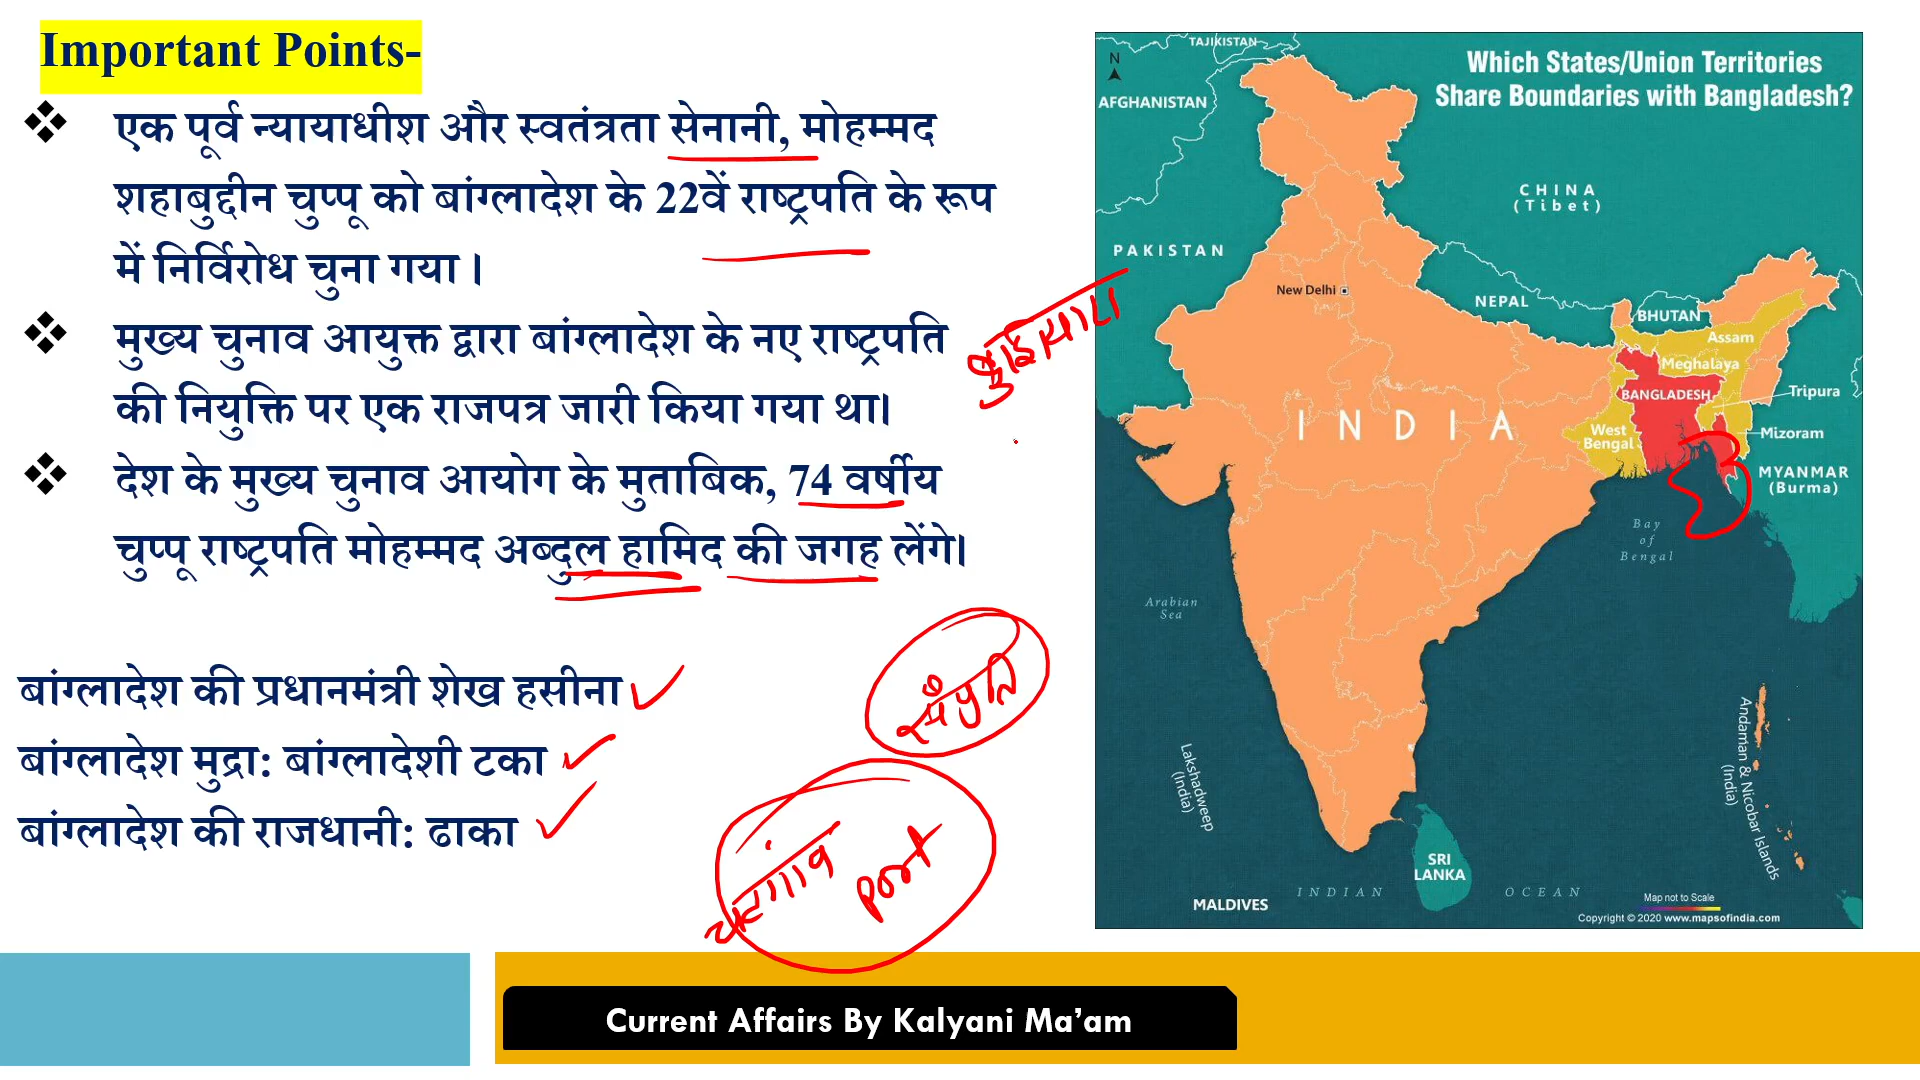 Important Points-
❖ एक पूर्व न्यायाधीश और स्वतंत्रता सेनानी, मोहम्मद
शहाबुद्दीन चुप्पू को बांग्लादेश के 22वें राष्ट्रपति के रूप
में निर्विरोध चुना गया।
❖ मुख्य चुनाव आयुक्त द्वारा बांग्लादेश के नए राष्ट्रपति
की नियुक्ति पर एक राजपत्र जारी किया गया था।
❖ देश के मुख्य चुनाव आयोग के मुताबिक, 74 वर्षीय
चुप्पू राष्ट्रपति मोहम्मद अब्दुल हामिद की जगह लेंगे।
बांग्लादेश की प्रधानमंत्री शेख हसीना
बांग्लादेश मुद्रा: बांग्लादेशी टका
बांग्लादेश की राजधानी: ढाका
चटगांव
port
Which States/Union Territories
Share Boundaries with Bangladesh?
N
TAJIKISTAN
AFGHANISTAN
CHINA
(Tibet)
PAKISTAN
New Delhi
NEPAL
BHUTAN
Assam
Meghalaya
BANGLADESH
Tripura
West
Bengal
Mizoram
INDIA
MYANMAR
(Burma)
Bay
of
Bengal
Arabian
Sea
Lakshadweep
(India)
Andaman & Nicobar Islands
(India)
SRI
LANKA
MALDIVES
INDIAN OCEAN
Map not to Scale
Copyright © 2020 www.mapsofindia.com
Current Affairs By Kalyani Ma’am